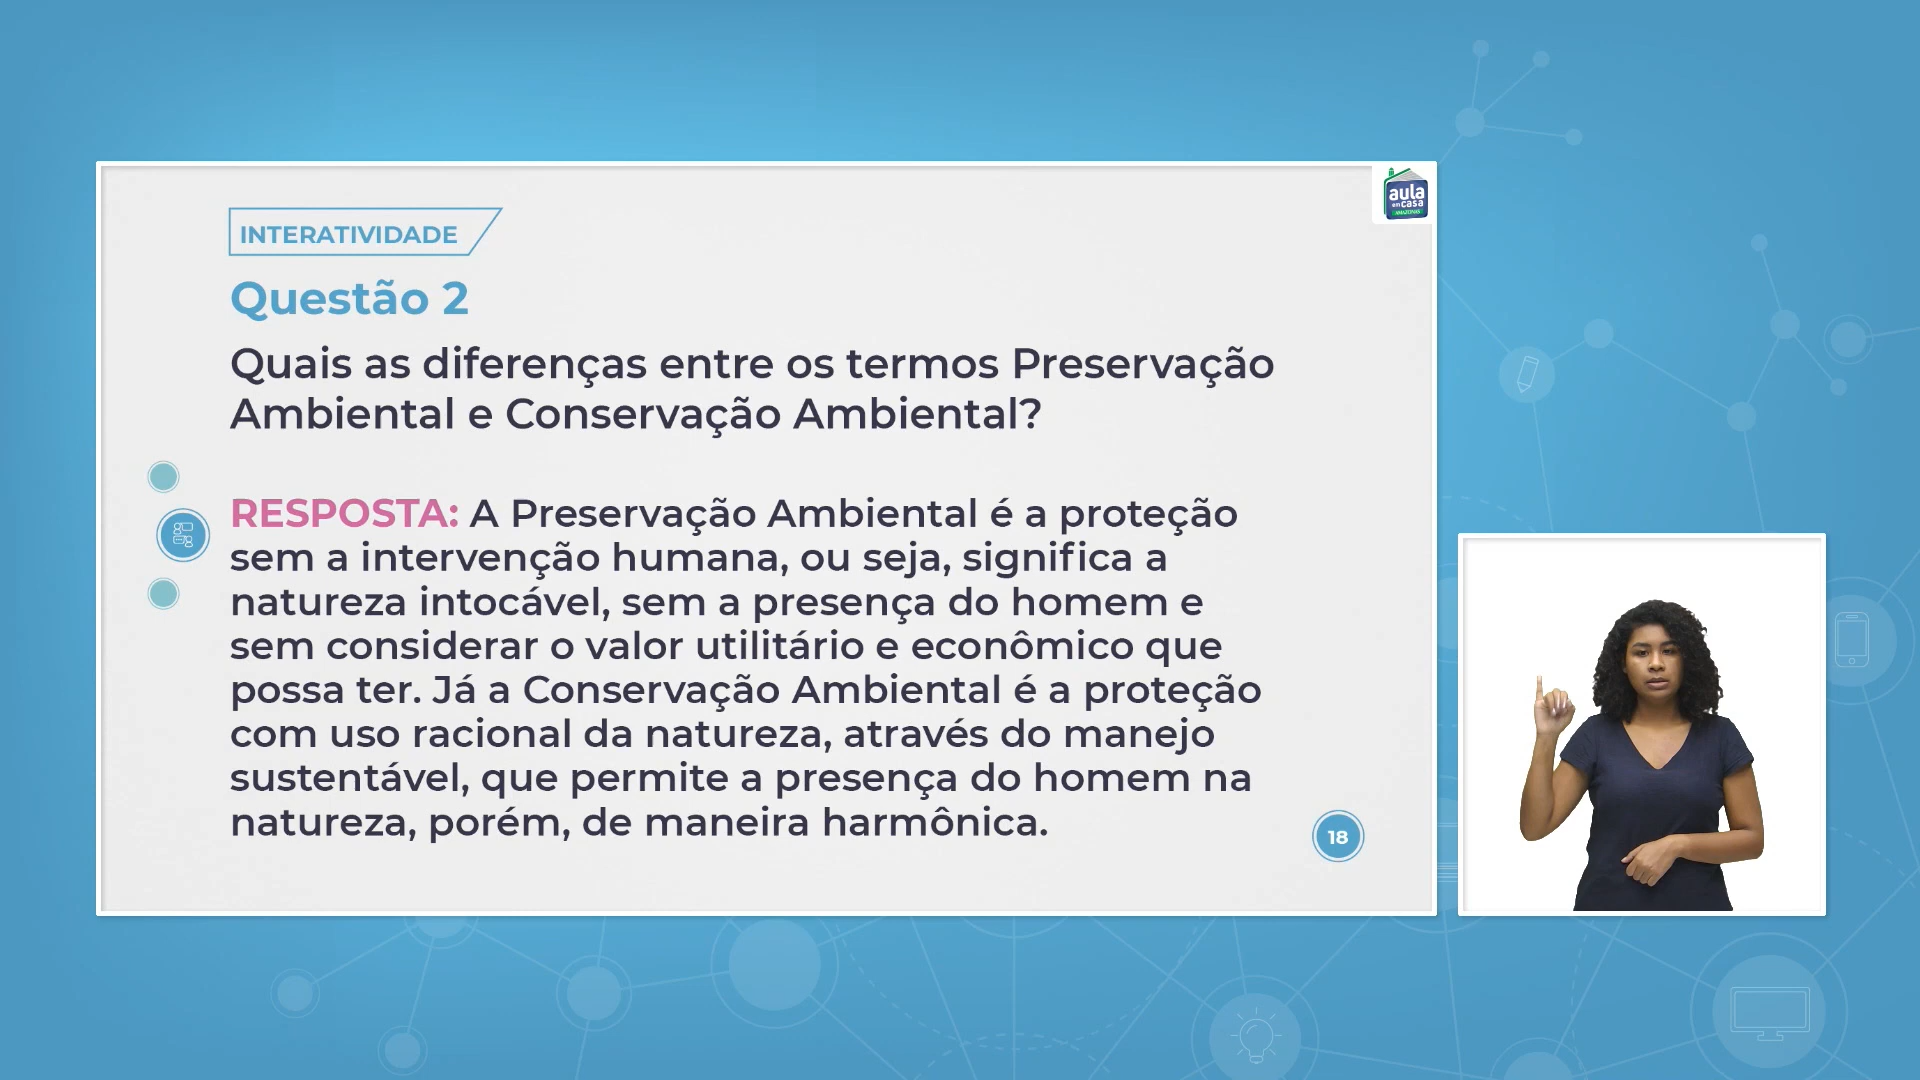 aula
em casa
AMAZONAS
INTERATIVIDADE
Questão 2
Quais as diferenças entre os termos Preservação
Ambiental e Conservação Ambiental?
RESPOSTA: A Preservação Ambiental é a proteção
sem a intervenção humana, ou seja, significa a
natureza intocável, sem a presença do homem e
sem considerar o valor utilitário e econômico que
possa ter. Já a Conservação Ambiental é a proteção
com uso racional da natureza, através do manejo
sustentável, que permite a presença do homem na
natureza, porém, de maneira harmônica.
18